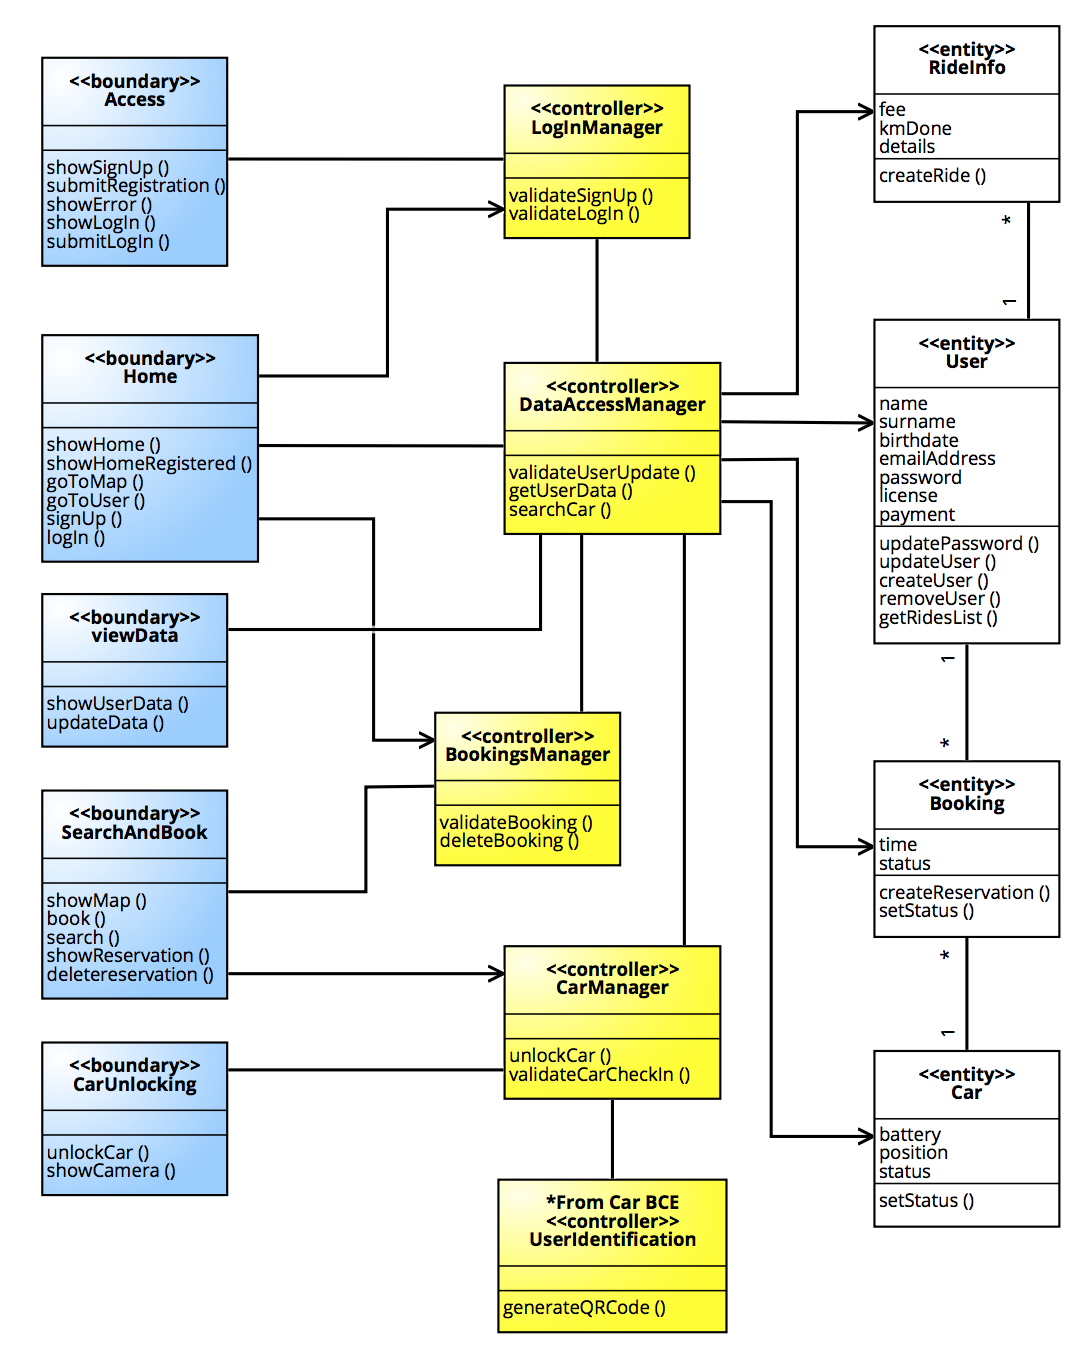 <<boundary>>
Access
showSignUp ()
submitRegistration ()
showError ()
showLogIn ()
submitLogIn ()
<<boundary>>
Home
showHome ()
showHomeRegistered ()
goToMap ()
goToUser ()
signUp ()
logIn ()
<<boundary>>
viewData
showUserData ()
updateData ()
<<boundary>>
SearchAndBook
showMap ()
book ()
search ()
showReservation ()
deletereservation ()
<<boundary>>
CarUnlocking
unlockCar ()
showCamera ()
<<controller>>
LogInManager
validateSignUp ()
validateLogIn ()
<<controller>>
DataAccessManager
validateUserUpdate ()
getUserData ()
searchCar ()
<<controller>>
BookingsManager
validateBooking ()
deleteBooking ()
<<controller>>
CarManager
unlockCar ()
validateCarCheckIn ()
*From Car BCE
<<controller>>
UserIdentification
generateQRCode ()
<<entity>>
RideInfo
fee
kmDone
details
createRide ()
*
1
<<entity>>
User
name
surname
birthdate
emailAddress
password
license
payment
updatePassword ()
updateUser ()
createUser ()
removeUser ()
getRidesList ()
1
*
<<entity>>
Booking
time
status
createReservation ()
setStatus ()
*
1
<<entity>>
Car
battery
position
status
setStatus ()